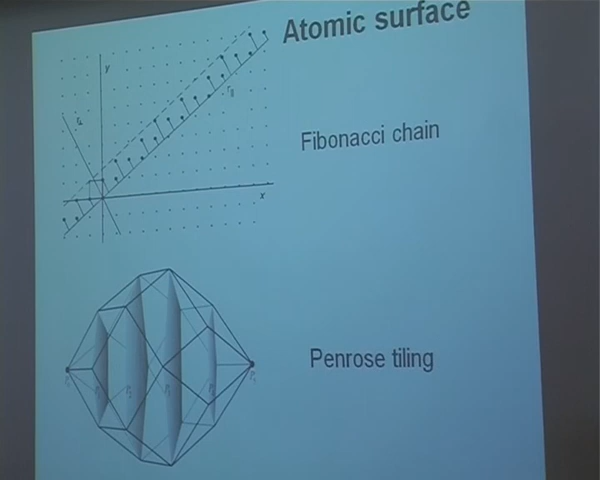 Atomic surface
y
x
Fibonacci chain
Penrose tiling